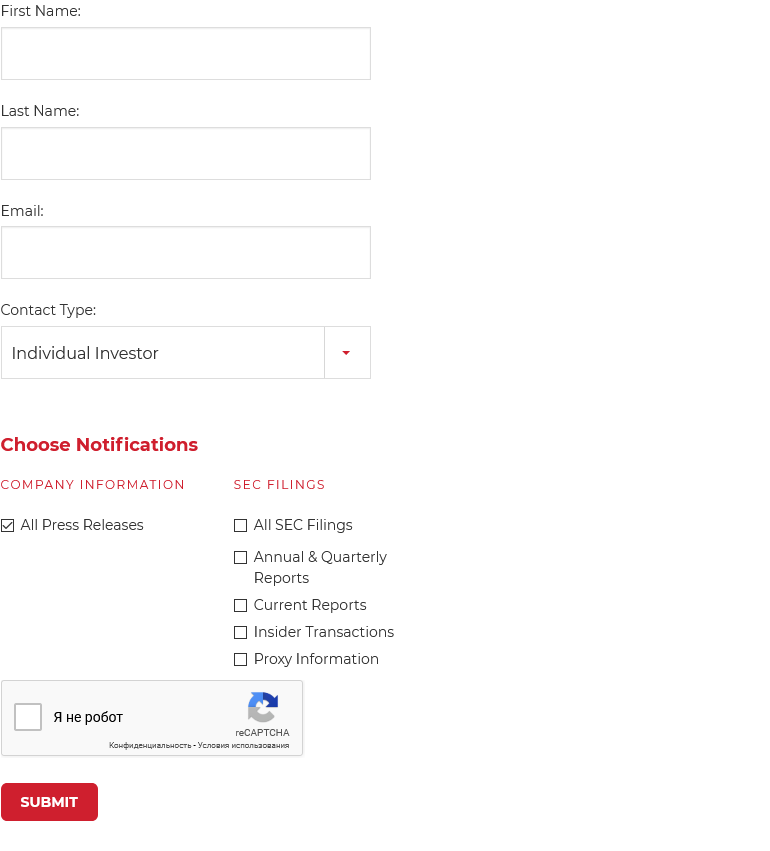 First Name:
Last Name:
Email:
Contact Type:
Individual Investor
Choose Notifications
COMPANY INFORMATION
All Press Releases
SEC FILINGS
All SEC Filings
Annual & Quarterly
Reports
Current Reports
Insider Transactions
Proxy Information
Я не робот
reCAPTCHA
Конфиденциальность - Условия использования
SUBMIT